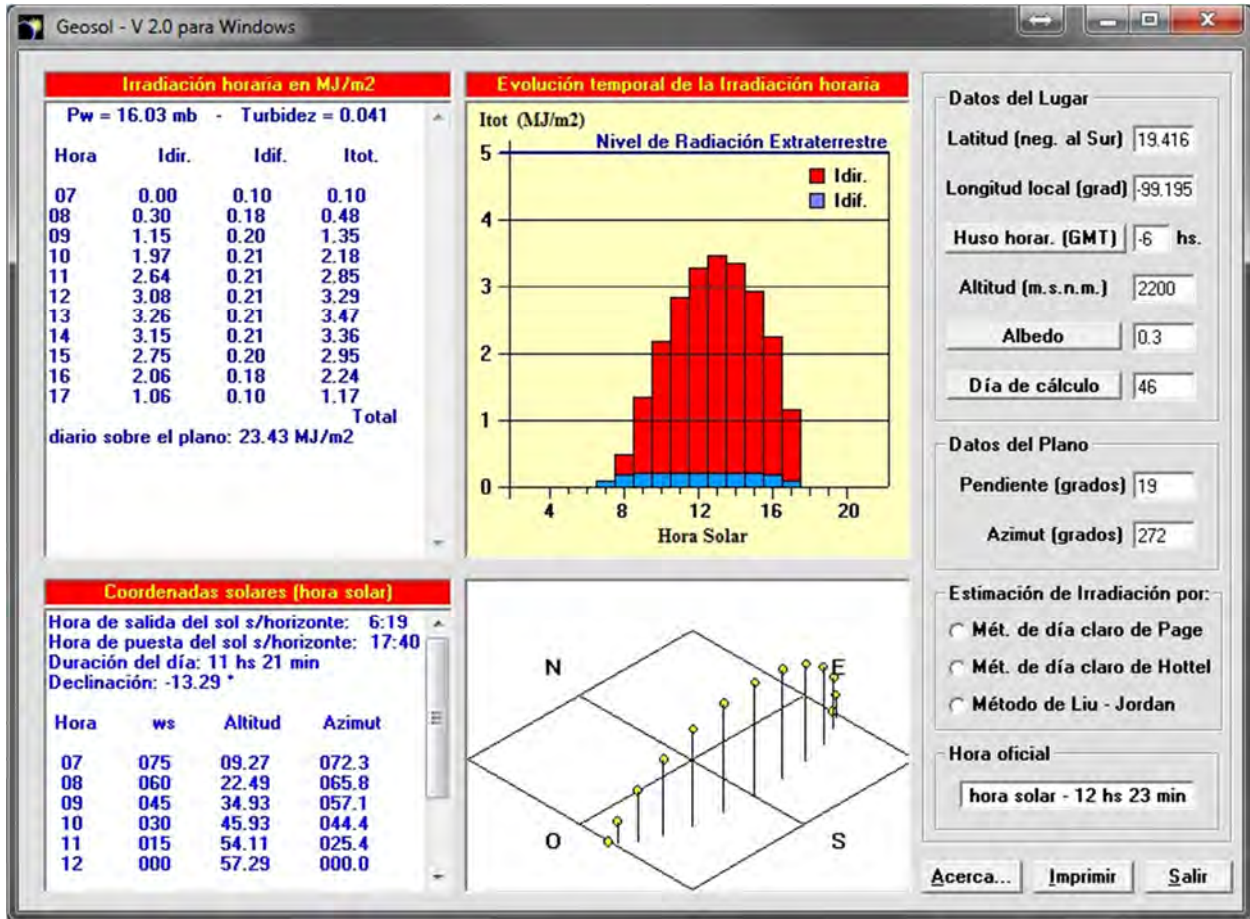 Geosol - V 2.0 para Windows
Irradiación horaria en MJ/m2
Pw = 16.03 mb - Turbidez = 0.041
Hora Idir. Idif. Itot.
07 0.00 0.10 0.10
08 0.30 0.18 0.48
09 1.15 0.20 1.35
10 1.97 0.21 2.18
11 2.64 0.21 2.85
12 3.08 0.21 3.29
13 3.26 0.21 3.47
14 3.15 0.21 3.36
15 2.75 0.20 2.95
16 2.06 0.18 2.24
17 1.06 0.10 1.17
Total
diario sobre el plano: 23.43 MJ/m2
Evolución temporal de la Irradiación horaria
Itot (MJ/m2)
Nivel de Radiación Extraterrestre
5
Idir.
Idif.
4
3
2
1
0
4 8 12 16 20
Hora Solar
Coordenadas solares (hora solar)
Hora de salida del sol s/horizonte: 6:19
Hora de puesta del sol s/horizonte: 17:40
Duración del día: 11 hs 21 min
Declinación: -13.29 °
Hora ws Altitud Azimut
07 075 09.27 072.3
08 060 22.49 065.8
09 045 34.93 057.1
10 030 45.93 044.4
11 015 54.11 025.4
12 000 57.29 000.0
N
E
O
S
Datos del Lugar
Latitud (neg. al Sur) 19.416
Longitud local (grad) -99.195
Huso horar. (GMT) -6 hs.
Altitud (m.s.n.m.) 2200
Albedo 0.3
Día de cálculo 46
Datos del Plano
Pendiente (grados) 19
Azimut (grados) 272
Estimación de Irradiación por:
Mét. de día claro de Page
Mét. de día claro de Hottel
Método de Liu - Jordan
Hora oficial
hora solar - 12 hs 23 min
Acerca... Imprimir Salir